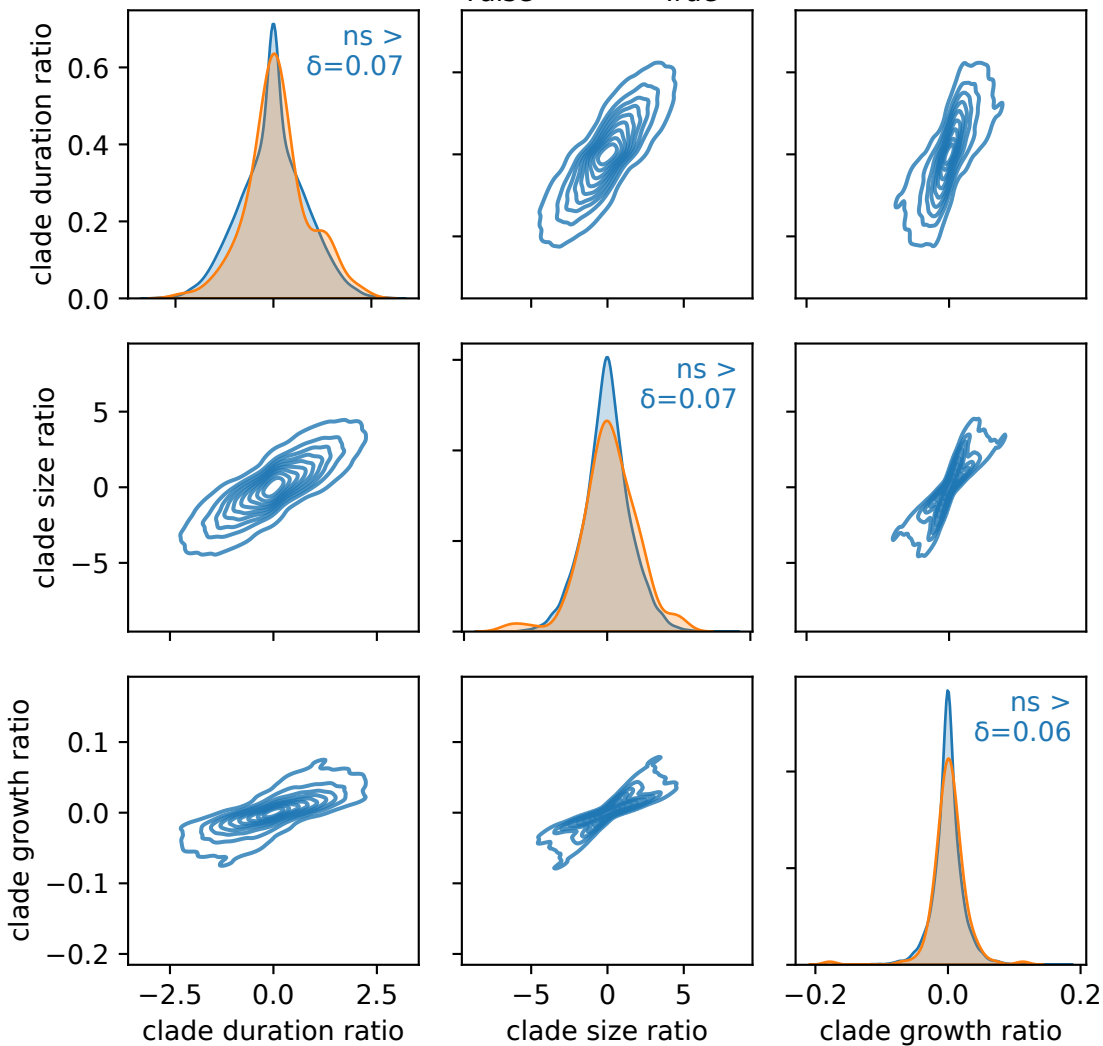 clade duration ratio
0.6
0.4
0.2
0.0
ns >
δ=0.07
clade size ratio
5
0
−5
ns >
δ=0.07
clade growth ratio
0.1
0.0
−0.1
−0.2
ns >
δ=0.06
−2.5 0.0 2.5
−5 0 5
−0.2 0.0 0.2
clade duration ratio
clade size ratio
clade growth ratio